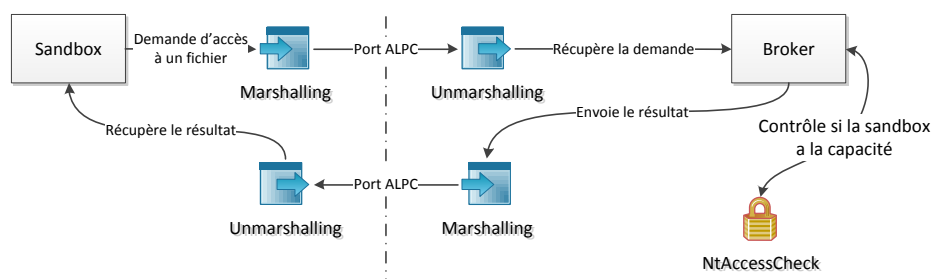 Sandbox
Demande d'accès
à un fichier
Marshalling
Port ALPC
Unmarshalling
Récupère la demande
Broker
Envoie le résultat
Contrôle si la sandbox
a la capacité
Récupère le résultat
Unmarshalling
Port ALPC
Marshalling
NtAccessCheck